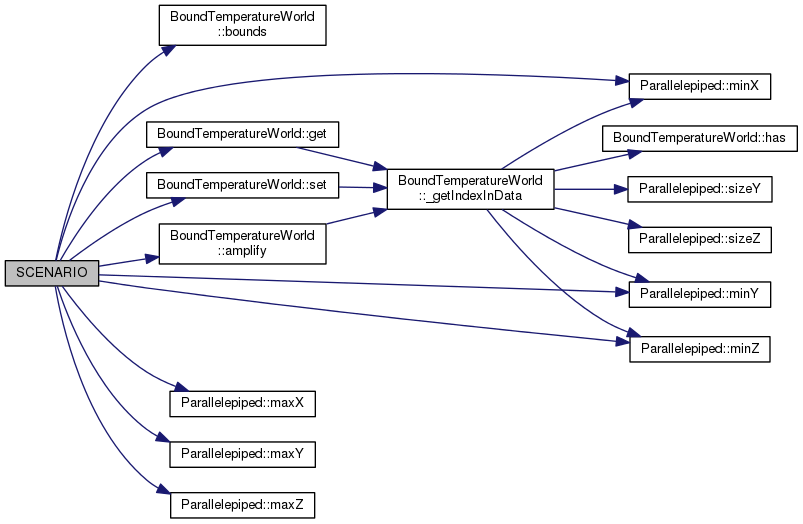 BoundTemperatureWorld
::bounds
Parallelepiped::minX
BoundTemperatureWorld::get
BoundTemperatureWorld::has
BoundTemperatureWorld::set
BoundTemperatureWorld
::_getIndexInData
Parallelepiped::sizeY
BoundTemperatureWorld
::amplify
Parallelepiped::sizeZ
SCENARIO
Parallelepiped::minY
Parallelepiped::minZ
Parallelepiped::maxX
Parallelepiped::maxY
Parallelepiped::maxZ